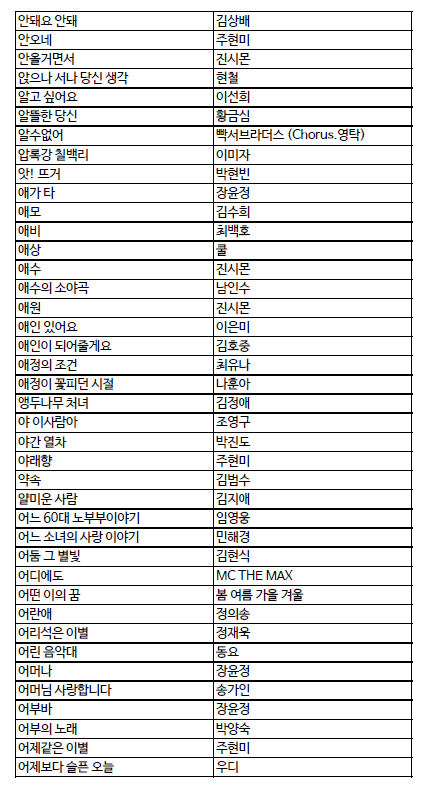 안돼요 안돼 김상배
안오네 주현미
안올거면서 진시몬
앉으나 서나 당신 생각 현철
알고 싶어요 이선희
알뜰한 당신 황금심
알수없어 빡서브라더스 (Chorus.영탁)
압록강 칠백리 이미자
앗! 뜨거 박현빈
애가 타 장윤정
애모 김수희
애비 최백호
애상 쿨
애수 진시몬
애수의 소야곡 남인수
애원 진시몬
애인 있어요 이은미
애인이 되어줄게요 김호중
애정의 조건 최유나
애정이 꽃피던 시절 나훈아
앵두나무 처녀 김정애
야 이사람아 조영구
야간 열차 박진도
야래향 주현미
약속 김범수
얄미운 사람 김지애
어느 60대 노부부이야기 임영웅
어느 소녀의 사랑 이야기 민해경
어둠 그 별빛 김현식
어디에도 MC THE MAX
어떤 이의 꿈 봄 여름 가을 겨울
어란애 정의송
어리석은 이별 정재욱
어린 음악대 동요
어머나 장윤정
어머님 사랑합니다 송가인
어부바 장윤정
어부의 노래 박양숙
어제같은 이별 주현미
어제보다 슬픈 오늘 우디